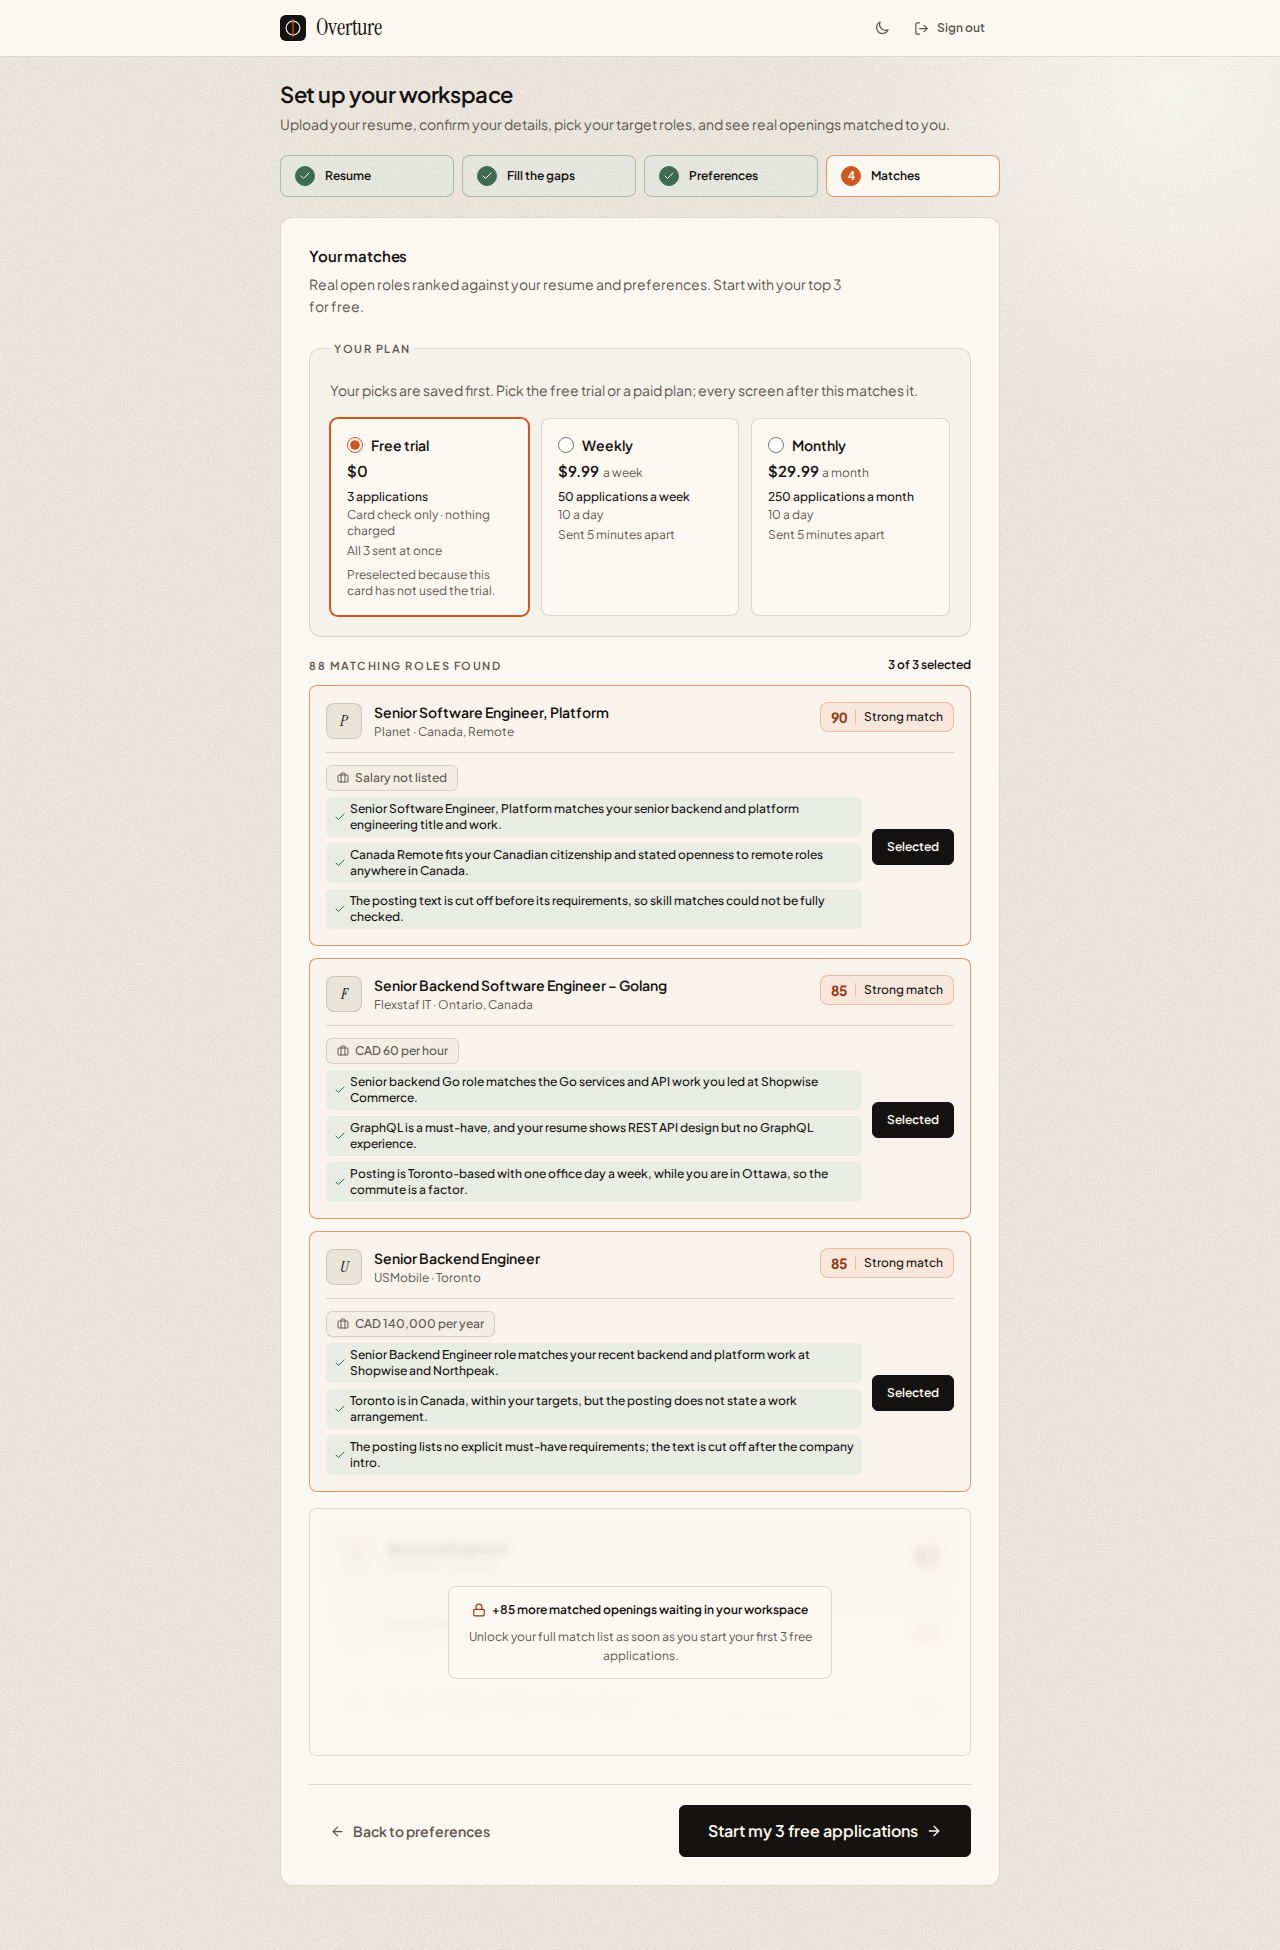 Overture
Sign out
Set up your workspace
Upload your resume, confirm your details, pick your target roles, and see real openings matched to you.
Resume
Fill the gaps
Preferences
4 Matches
Your matches
Real open roles ranked against your resume and preferences. Start with your top 3
for free.
YOUR PLAN
Your picks are saved first. Pick the free trial or a paid plan; every screen after this matches it.
Free trial
$0
3 applications
Card check only · nothing
charged
All 3 sent at once
Preselected because this
card has not used the trial.
Weekly
$9.99 a week
50 applications a week
10 a day
Sent 5 minutes apart
Monthly
$29.99 a month
250 applications a month
10 a day
Sent 5 minutes apart
88 MATCHING ROLES FOUND
3 of 3 selected
P
Senior Software Engineer, Platform
Planet · Canada, Remote
90 Strong match
Salary not listed
Senior Software Engineer, Platform matches your senior backend and platform
engineering title and work.
Canada Remote fits your Canadian citizenship and stated openness to remote roles
anywhere in Canada.
The posting text is cut off before its requirements, so skill matches could not be fully
checked.
Selected
F
Senior Backend Software Engineer – Golang
Flexstaf IT · Ontario, Canada
85 Strong match
CAD 60 per hour
Senior backend Go role matches the Go services and API work you led at Shopwise
Commerce.
GraphQL is a must-have, and your resume shows REST API design but no GraphQL
experience.
Posting is Toronto-based with one office day a week, while you are in Ottawa, so the
commute is a factor.
Selected
U
Senior Backend Engineer
USMobile · Toronto
85 Strong match
CAD 140,000 per year
Senior Backend Engineer role matches your recent backend and platform work at
Shopwise and Northpeak.
Toronto is in Canada, within your targets, but the posting does not state a work
arrangement.
The posting lists no explicit must-have requirements; the text is cut off after the company
intro.
Selected
+85 more matched openings waiting in your workspace
Unlock your full match list as soon as you start your first 3 free
applications.
Back to preferences
Start my 3 free applications